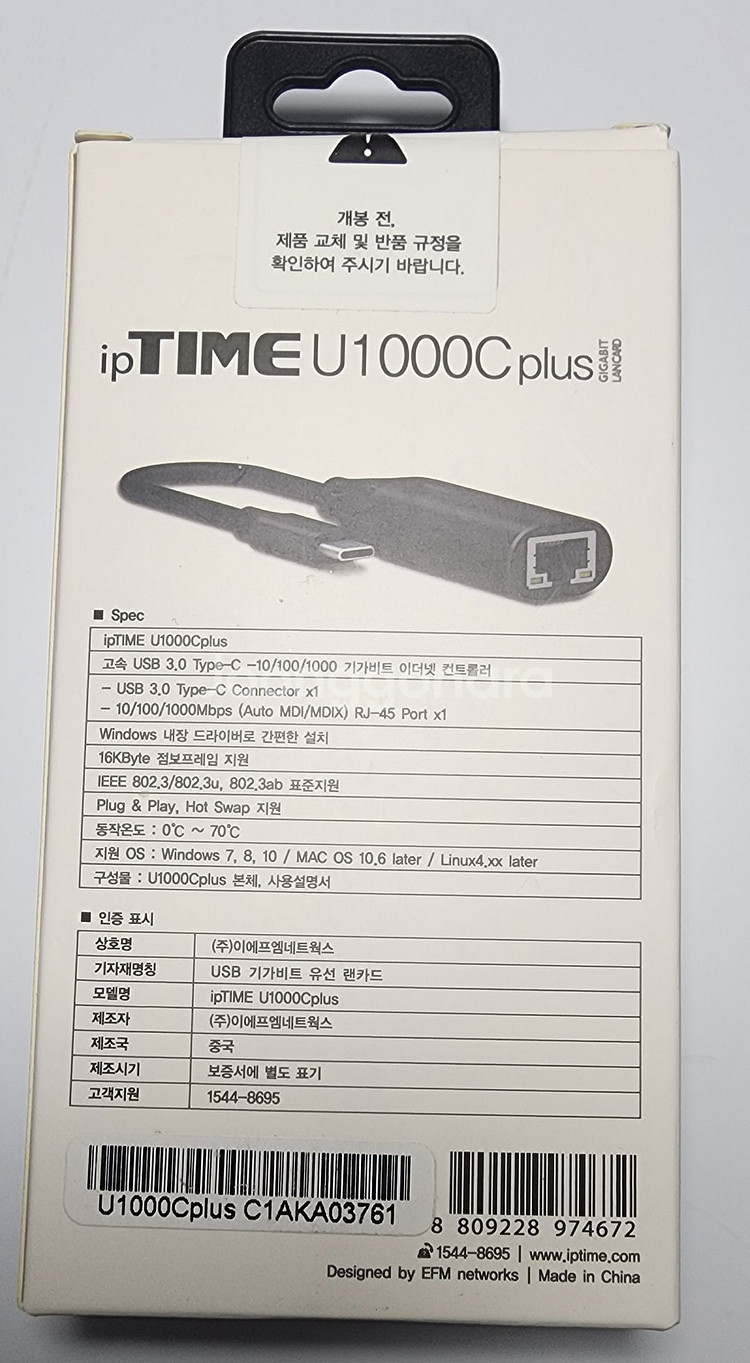 개봉 전,
제품 교체 및 반품 규정을
확인하여 주시기 바랍니다.
ipTIME U1000C plus GIGABIT LANCARD
■ Spec
ipTIME U1000Cplus
고속 USB 3.0 Type-C -10/100/1000 기가비트 이더넷 컨트롤러
- USB 3.0 Type-C Connector x1
- 10/100/1000Mbps (Auto MDI/MDIX) RJ-45 Port x1
Windows 내장 드라이버로 간편한 설치
16KByte 점보프레임 지원
IEEE 802.3/802.3u, 802.3ab 표준지원
Plug & Play, Hot Swap 지원
동작온도 : 0℃ ~ 70℃
지원 OS : Windows 7, 8, 10 / MAC OS 10.6 later / Linux4.xx later
구성물 : U1000Cplus 본체, 사용설명서
■ 인증 표시
상호명 (주)이에프엠네트웍스
기자재명칭 USB 기가비트 유선 랜카드
모델명 ipTIME U1000Cplus
제조자 (주)이에프엠네트웍스
제조국 중국
제조시기 보증서에 별도 표기
고객지원 1544-8695
U1000Cplus C1AKA03761
8 809228 974672
1544-8695 | www.iptime.com
Designed by EFM networks | Made in China